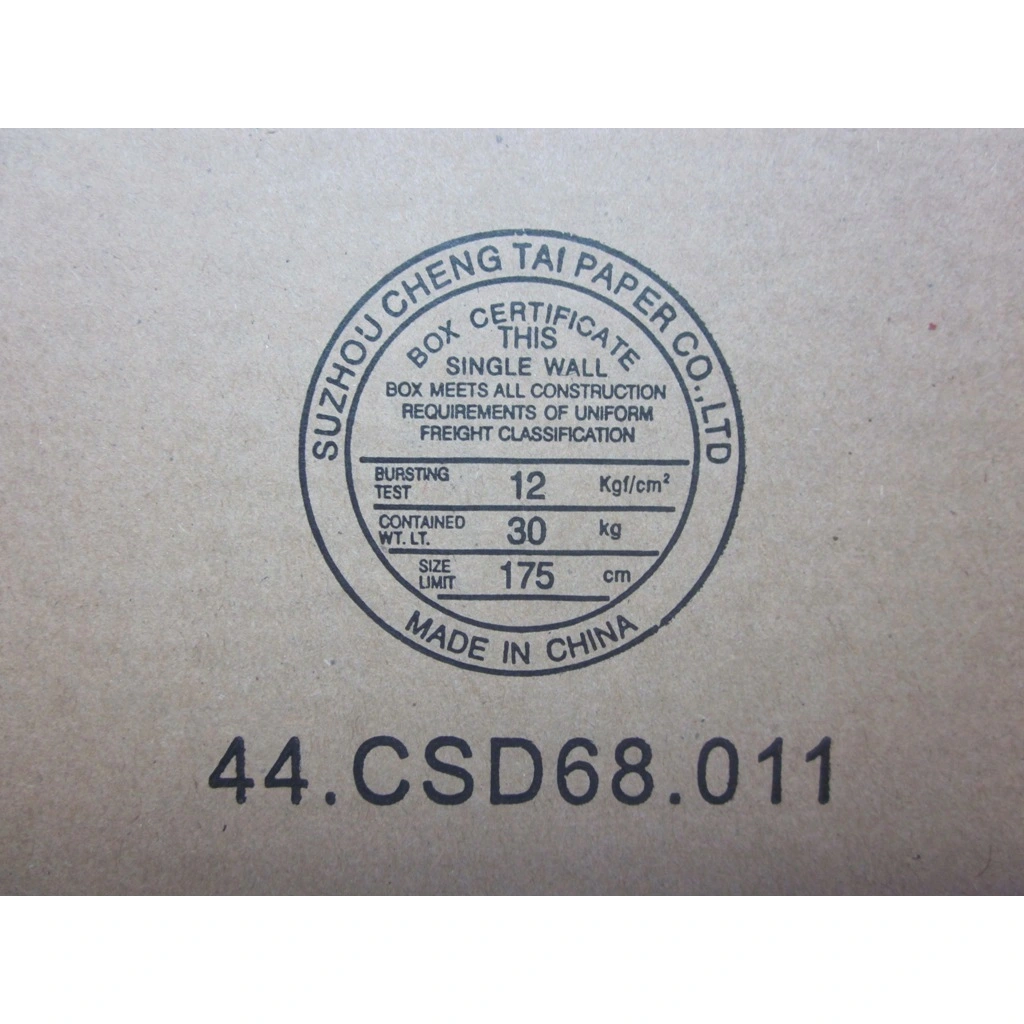 SUZHOU CHENG TAI PAPER CO.,LTD
BOX CERTIFICATE
THIS
SINGLE WALL
BOX MEETS ALL CONSTRUCTION
REQUIREMENTS OF UNIFORM
FREIGHT CLASSIFICATION
BURSTING TEST 12 Kgf/cm²
CONTAINED WT. LT. 30 kg
SIZE LIMIT 175 cm
MADE IN CHINA
44.CSD68.011